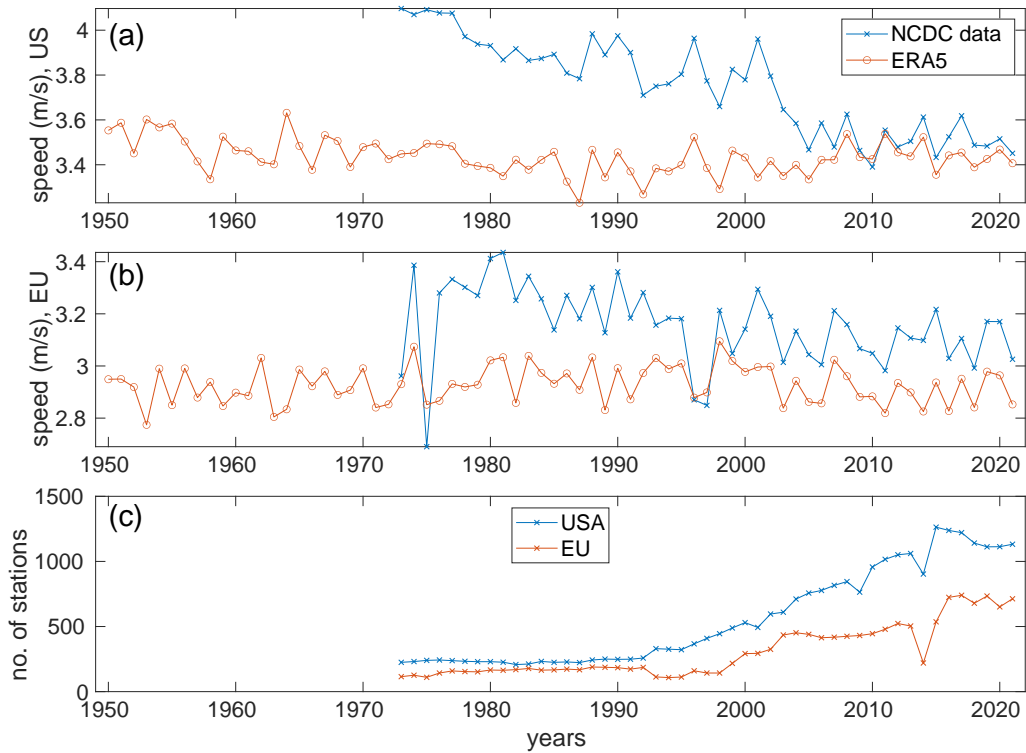 (a)
speed (m/s), US
4
3.8
3.6
3.4
NCDC data
ERA5
1950 1960 1970 1980 1990 2000 2010 2020
(b)
speed (m/s), EU
3.4
3.2
3
2.8
1950 1960 1970 1980 1990 2000 2010 2020
(c)
no. of stations
1500
1000
500
0
USA
EU
1950 1960 1970 1980 1990 2000 2010 2020
years